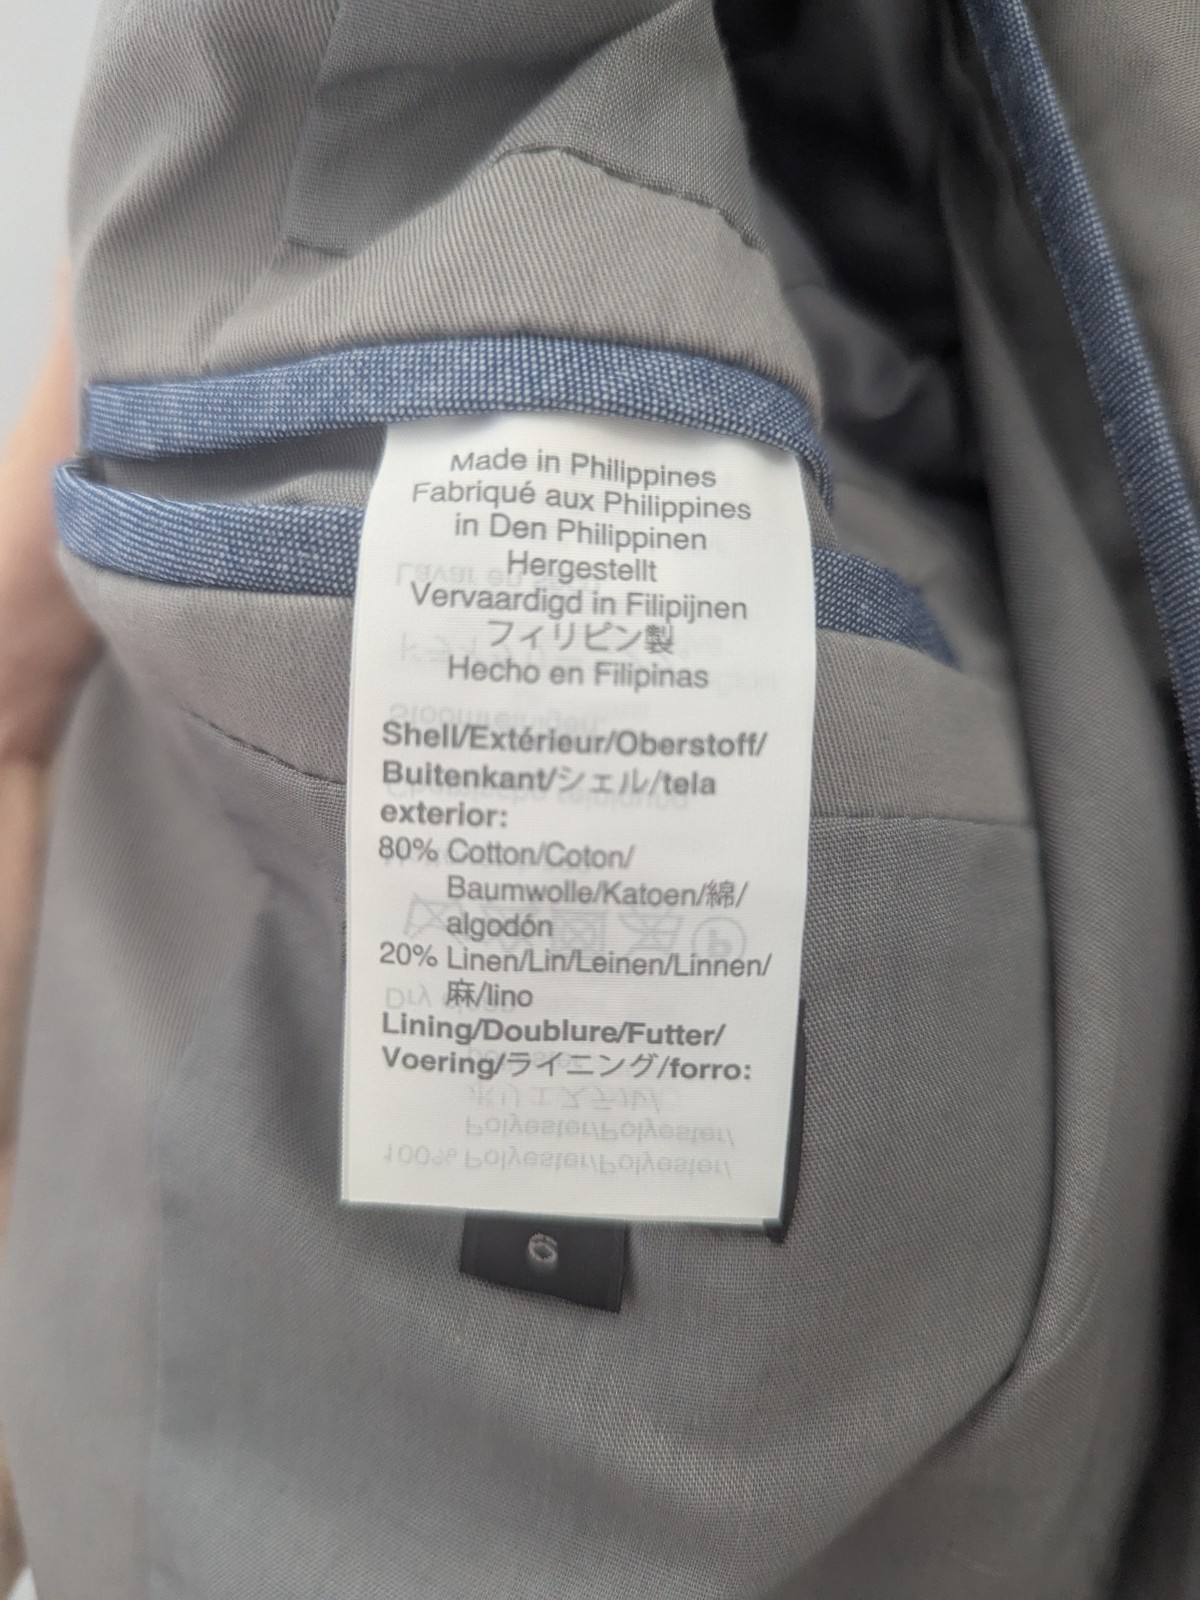 Made in Philippines
Fabriqué aux Philippines
in Den Philippinen
Hergestellt
Vervaardigd in Filipijnen
フィリピン製
Hecho en Filipinas
Shell/Extérieur/Oberstoff/
Buitenkant/シェル/tela
exterior:
80% Cotton/Coton/
Baumwolle/Katoen/綿/
algodón
20% Linen/Lin/Leinen/Linnen/
麻/lino
Lining/Doublure/Futter/
Voering/ライニング/forro:
6